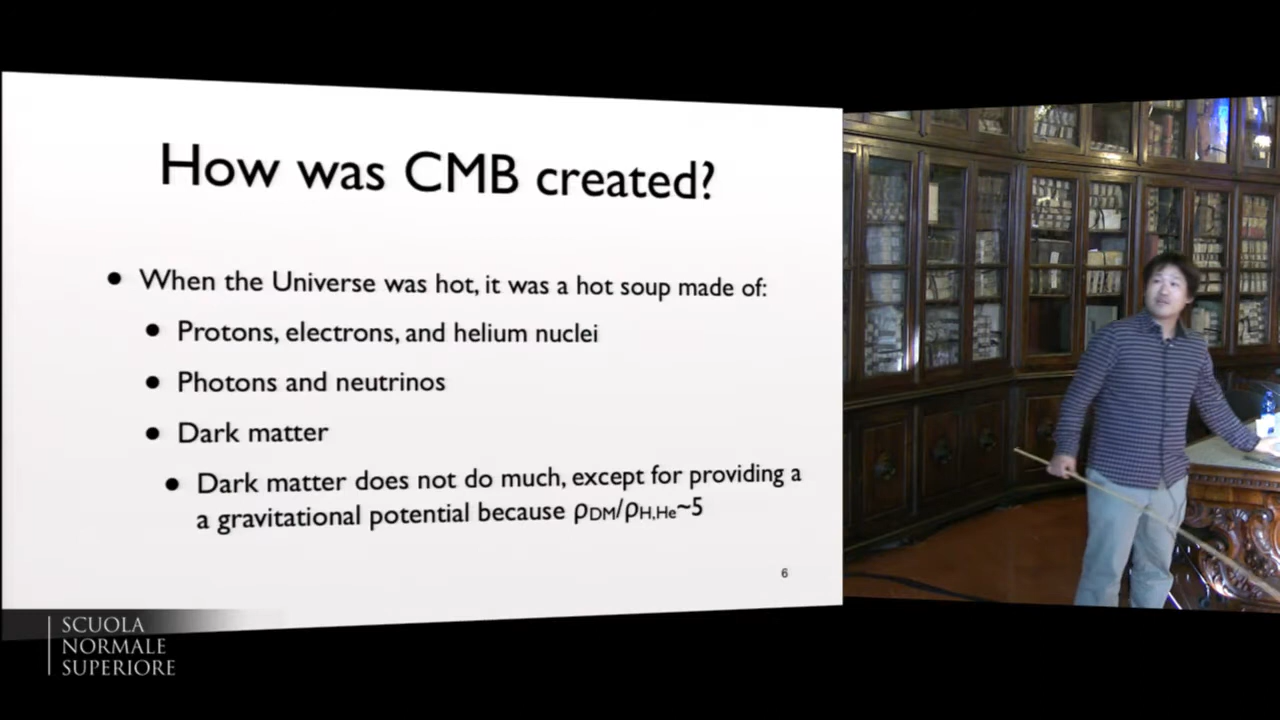 How was CMB created?
• When the Universe was hot, it was a hot soup made of:
• Protons, electrons, and helium nuclei
• Photons and neutrinos
• Dark matter
• Dark matter does not do much, except for providing a
a gravitational potential because ρDM/ρH,He~5
6
SCUOLA
NORMALE
SUPERIORE